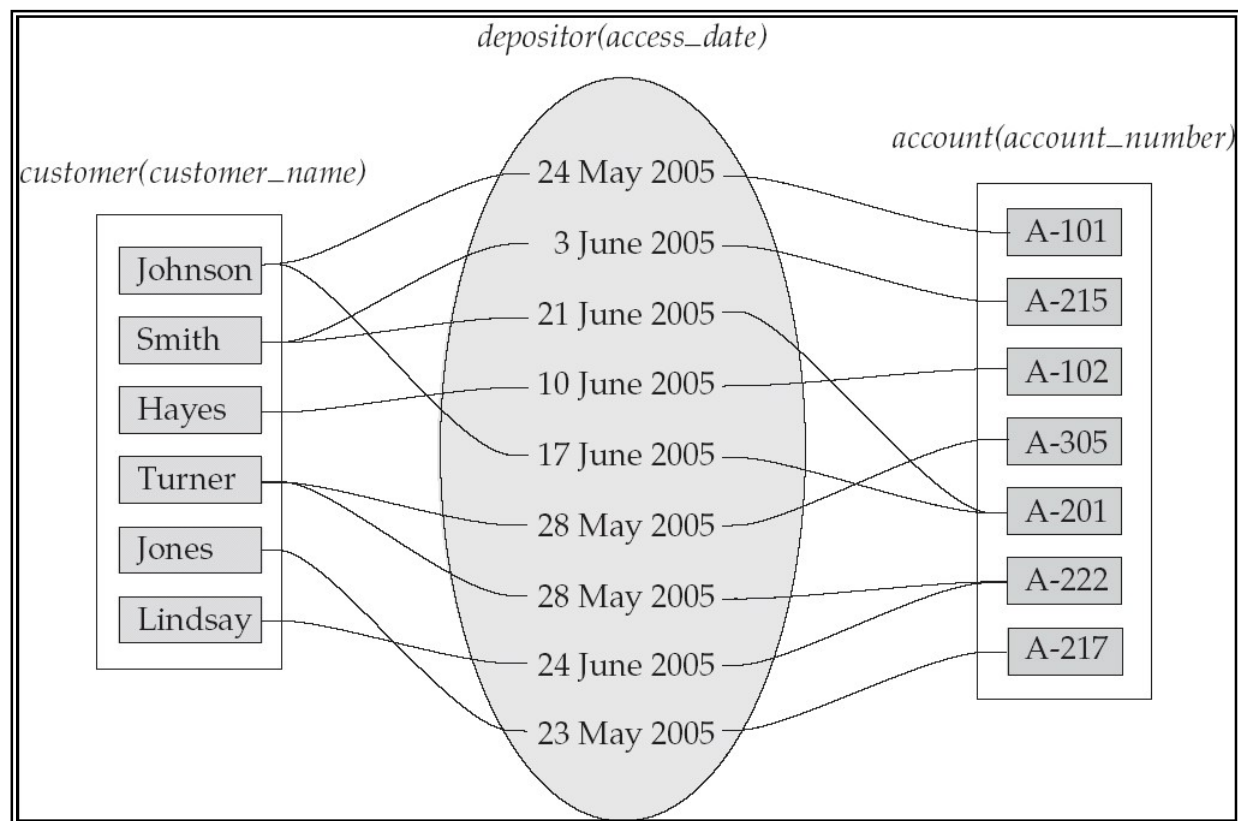 depositor(access_date)
customer(customer_name)
Johnson
Smith
Hayes
Turner
Jones
Lindsay
24 May 2005
3 June 2005
21 June 2005
10 June 2005
17 June 2005
28 May 2005
28 May 2005
24 June 2005
23 May 2005
account(account_number)
A-101
A-215
A-102
A-305
A-201
A-222
A-217